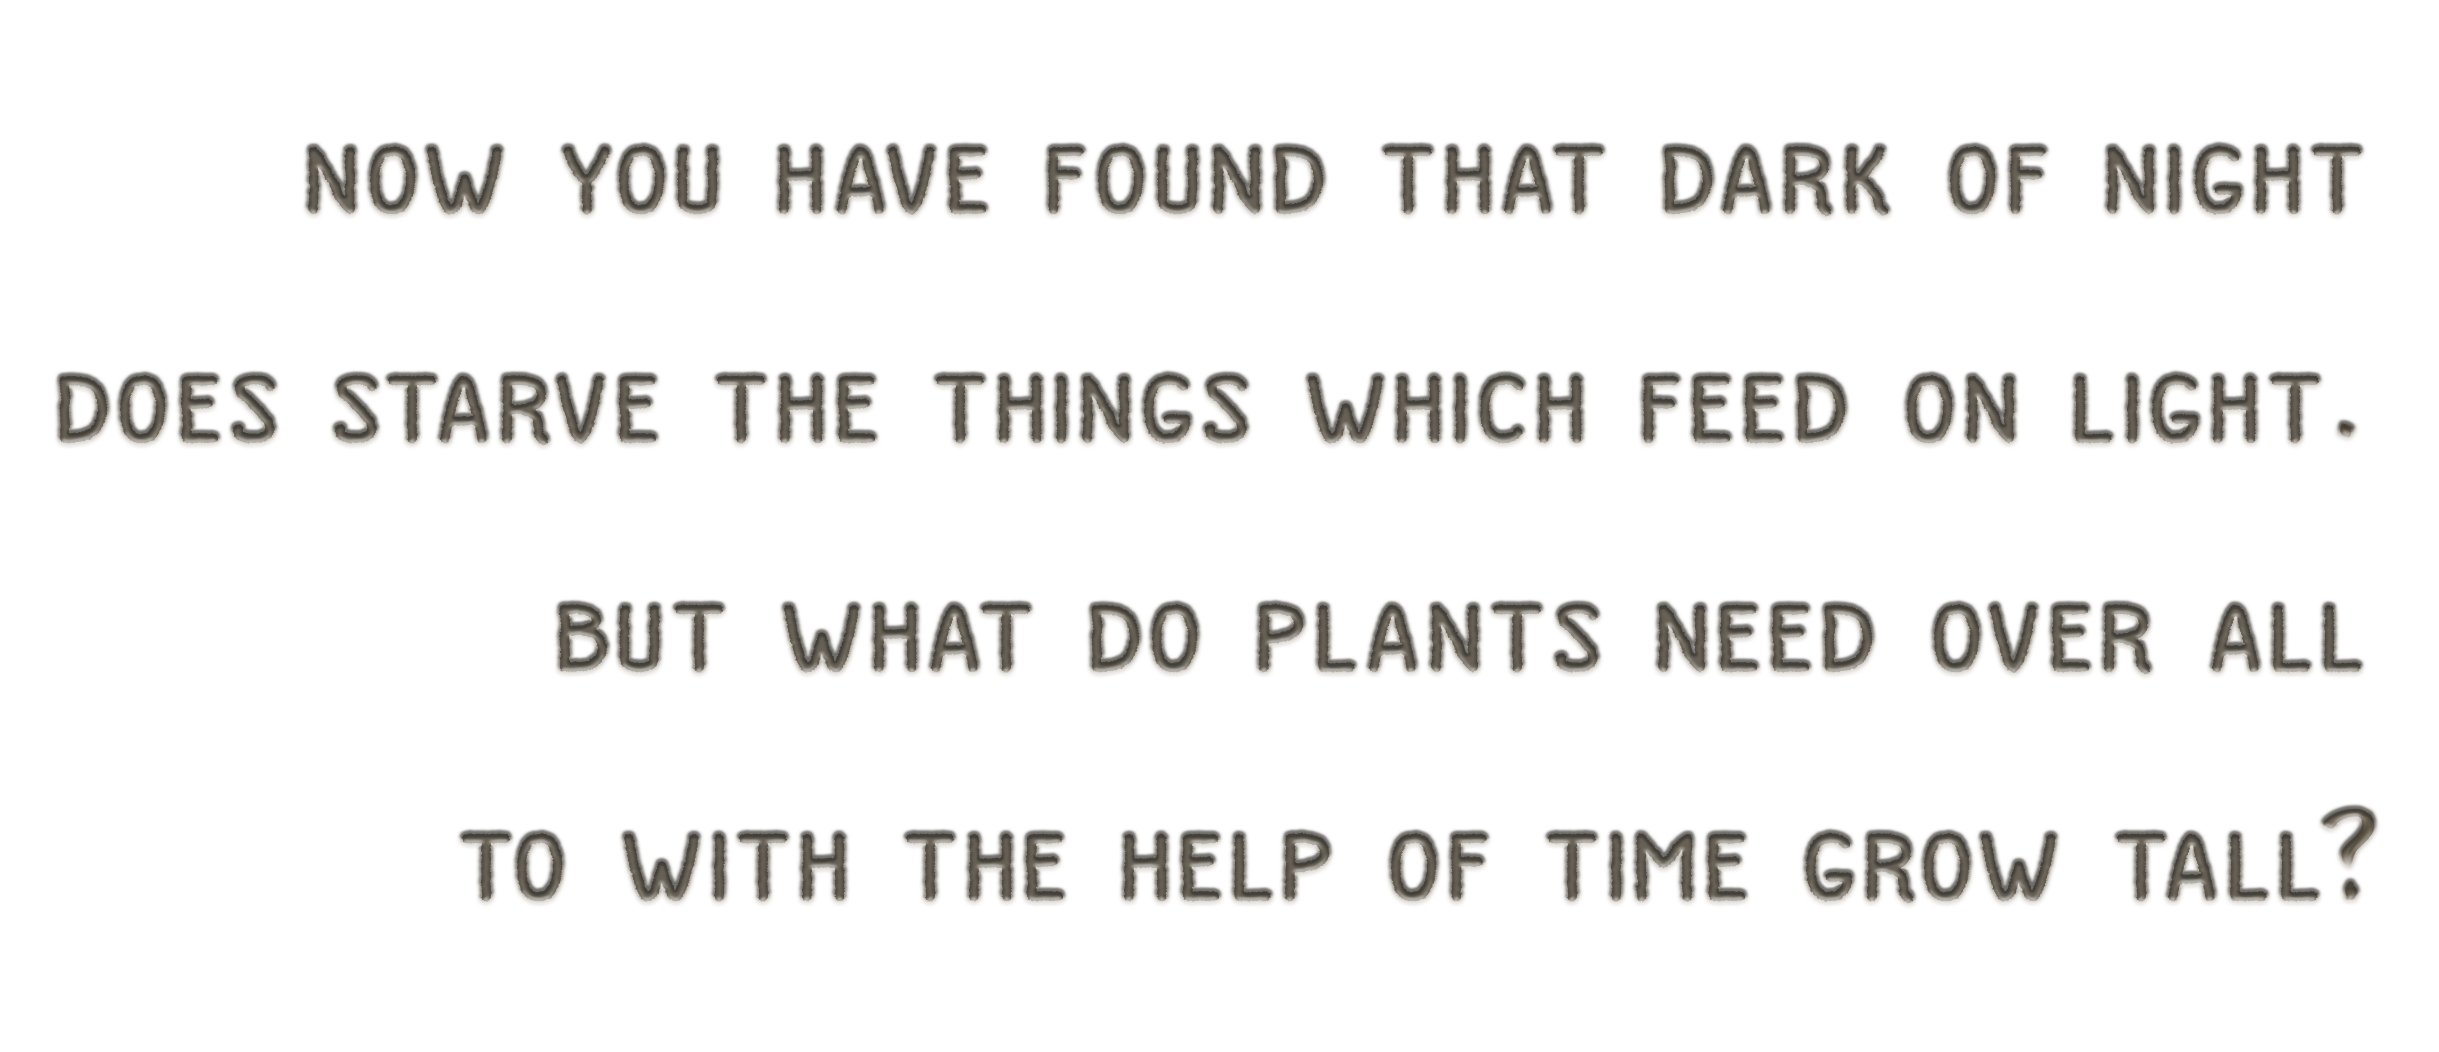 NOW YOU HAVE FOUND THAT DARK OF NIGHT
DOES STARVE THE THINGS WHICH FEED ON LIGHT.
BUT WHAT DO PLANTS NEED OVER ALL
TO WITH THE HELP OF TIME GROW TALL?